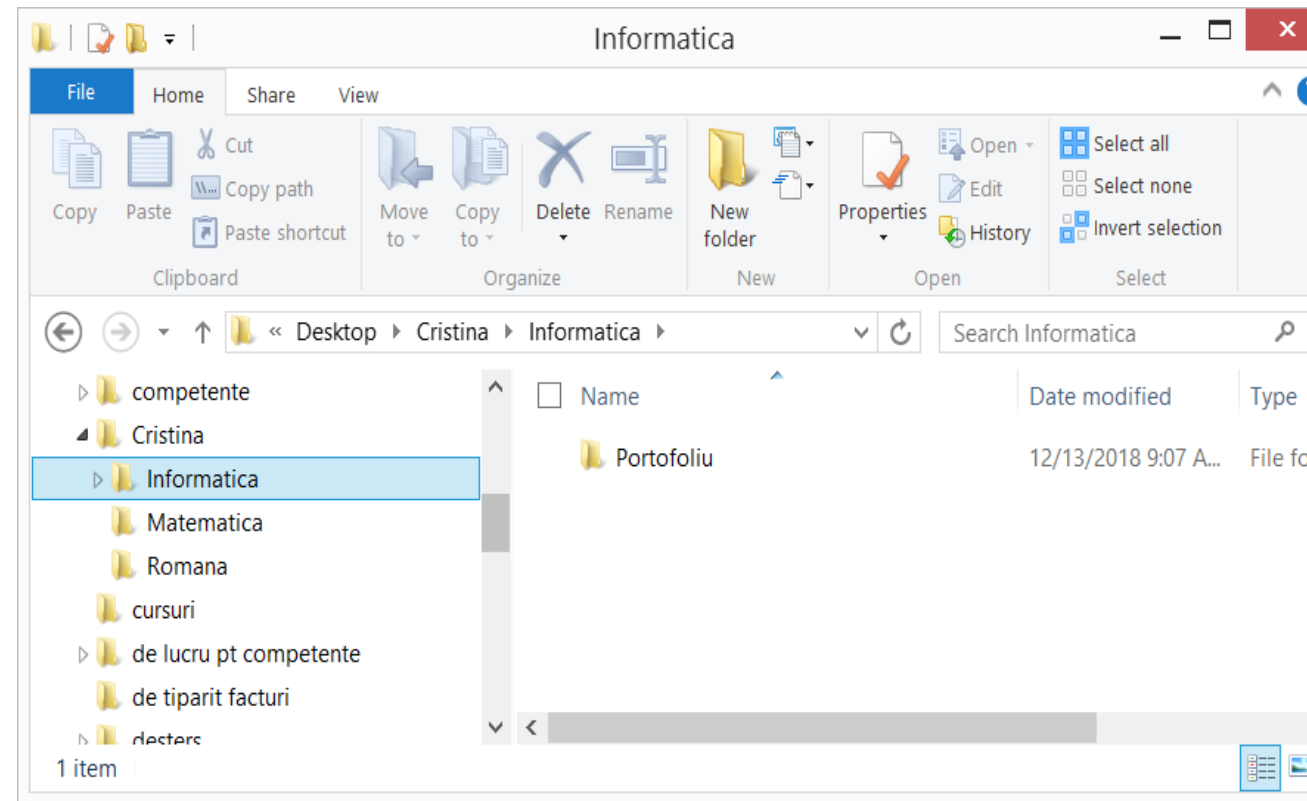 Informatica
File Home Share View
Copy
Paste
Cut
Copy path
Paste shortcut
Clipboard
Move to
Copy to
Delete
Rename
Organize
New folder
New
Properties
Open
Edit
History
Open
Select all
Select none
Invert selection
Select
« Desktop Cristina Informatica
Search Informatica
competente
Cristina
Informatica
Matematica
Romana
cursuri
de lucru pt competente
de tiparit facturi
desters
Name Date modified Type
Portofoliu 12/13/2018 9:07 A... File fo
1 item